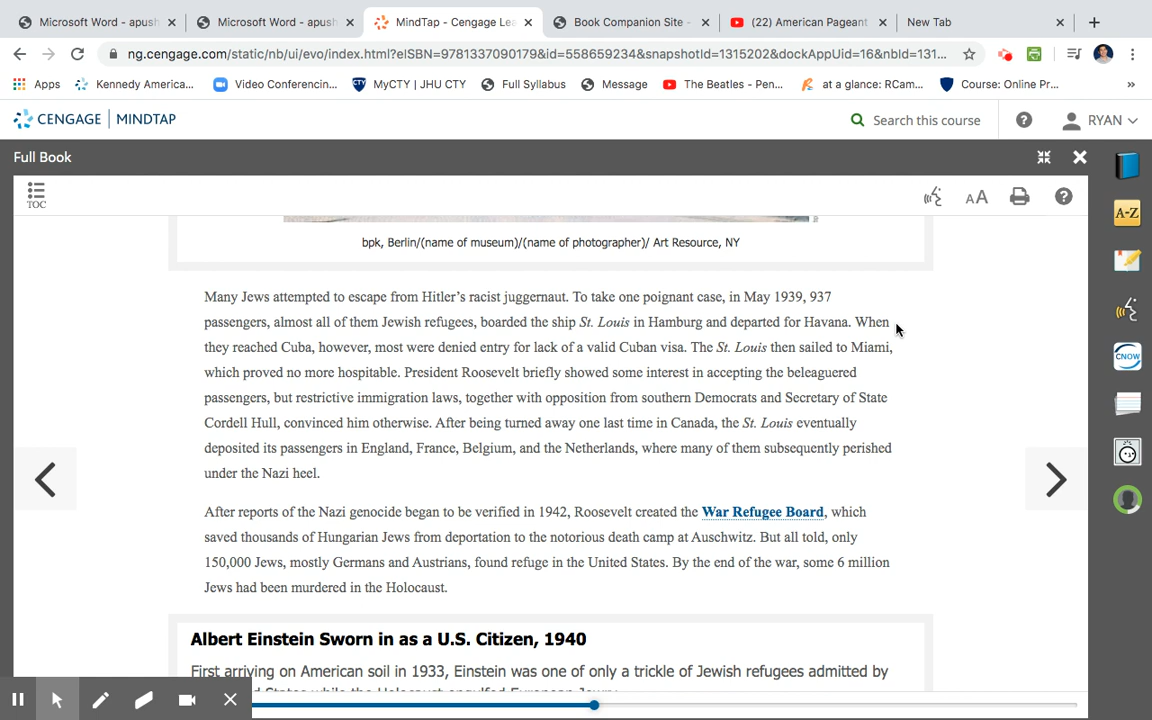 Microsoft Word - apush
Microsoft Word - apush
MindTap - Cengage Lea
Book Companion Site -
(22) American Pageant
New Tab
ng.cengage.com/static/nb/ui/evo/index.html?eISBN=9781337090179&id=558659234&snapshotId=1315202&dockAppUid=16&nbId=131...
Apps
Kennedy America...
Video Conferencin...
MyCTY | JHU CTY
Full Syllabus
Message
The Beatles - Pen...
at a glance: RCam...
Course: Online Pr...
»
CENGAGE | MINDTAP
Search this course
RYAN
Full Book
TOC
AA
A-Z
bpk, Berlin/(name of museum)/(name of photographer)/ Art Resource, NY
Many Jews attempted to escape from Hitler's racist juggernaut. To take one poignant case, in May 1939, 937
passengers, almost all of them Jewish refugees, boarded the ship St. Louis in Hamburg and departed for Havana. When
they reached Cuba, however, most were denied entry for lack of a valid Cuban visa. The St. Louis then sailed to Miami,
which proved no more hospitable. President Roosevelt briefly showed some interest in accepting the beleaguered
passengers, but restrictive immigration laws, together with opposition from southern Democrats and Secretary of State
Cordell Hull, convinced him otherwise. After being turned away one last time in Canada, the St. Louis eventually
deposited its passengers in England, France, Belgium, and the Netherlands, where many of them subsequently perished
under the Nazi heel.
CNOW
After reports of the Nazi genocide began to be verified in 1942, Roosevelt created the War Refugee Board, which
saved thousands of Hungarian Jews from deportation to the notorious death camp at Auschwitz. But all told, only
150,000 Jews, mostly Germans and Austrians, found refuge in the United States. By the end of the war, some 6 million
Jews had been murdered in the Holocaust.
Albert Einstein Sworn in as a U.S. Citizen, 1940
First arriving on American soil in 1933, Einstein was one of only a trickle of Jewish refugees admitted by